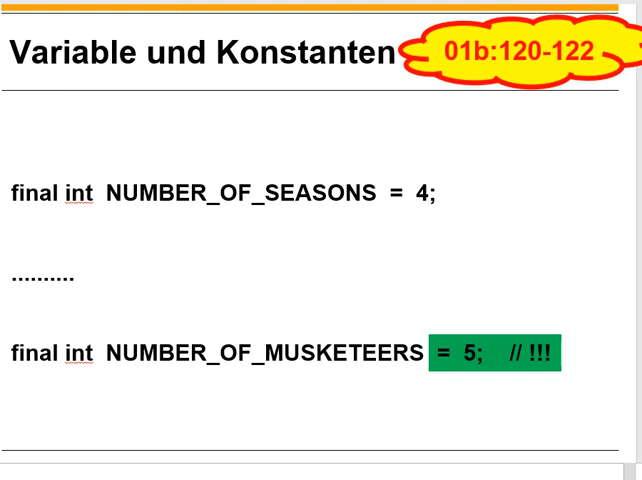 Variable und Konstanten
01b:120-122
final int NUMBER_OF_SEASONS = 4;
..........
final int NUMBER_OF_MUSKETEERS = 5; // !!!